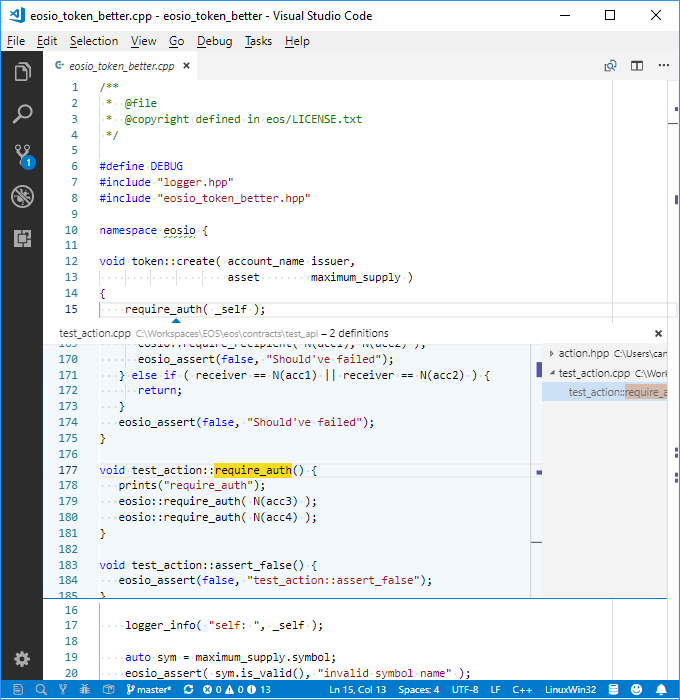 eosio_token_better.cpp - eosio_token_better - Visual Studio Code
File Edit Selection View Go Debug Tasks Help
eosio_token_better.cpp
1 /**
2 * @file
3 * @copyright defined in eos/LICENSE.txt
4 */
5
6 #define DEBUG
7 #include "logger.hpp"
8 #include "eosio_token_better.hpp"
9
10 namespace eosio {
11
12 void token::create( account_name issuer,
13 asset maximum_supply )
14 {
15 require_auth( _self );
test_action.cpp C:\Workspaces\EOS\eos\contracts\test_api – 2 definitions
169 eosio::require_recipient( N(acc1), N(acc2) );
170 eosio_assert(false, "Should've failed");
171 } else if ( receiver == N(acc1) || receiver == N(acc2) ) {
172 return;
173 }
174 eosio_assert(false, "Should've failed");
175 }
176
177 void test_action::require_auth() {
178 prints("require_auth");
179 eosio::require_auth( N(acc3) );
180 eosio::require_auth( N(acc4) );
181 }
182
183 void test_action::assert_false() {
184 eosio_assert(false, "test_action::assert_false");
185 }
action.hpp C:\Users\car
test_action.cpp C:\Work
test_action::require_a
16
17 logger_info( "self: ", _self );
18
19 auto sym = maximum_supply.symbol;
20 eosio_assert( sym.is_valid(), "invalid symbol name" );
1
master* 0 0 13 Ln 15, Col 13 Spaces: 4 UTF-8 LF C++ LinuxWin32